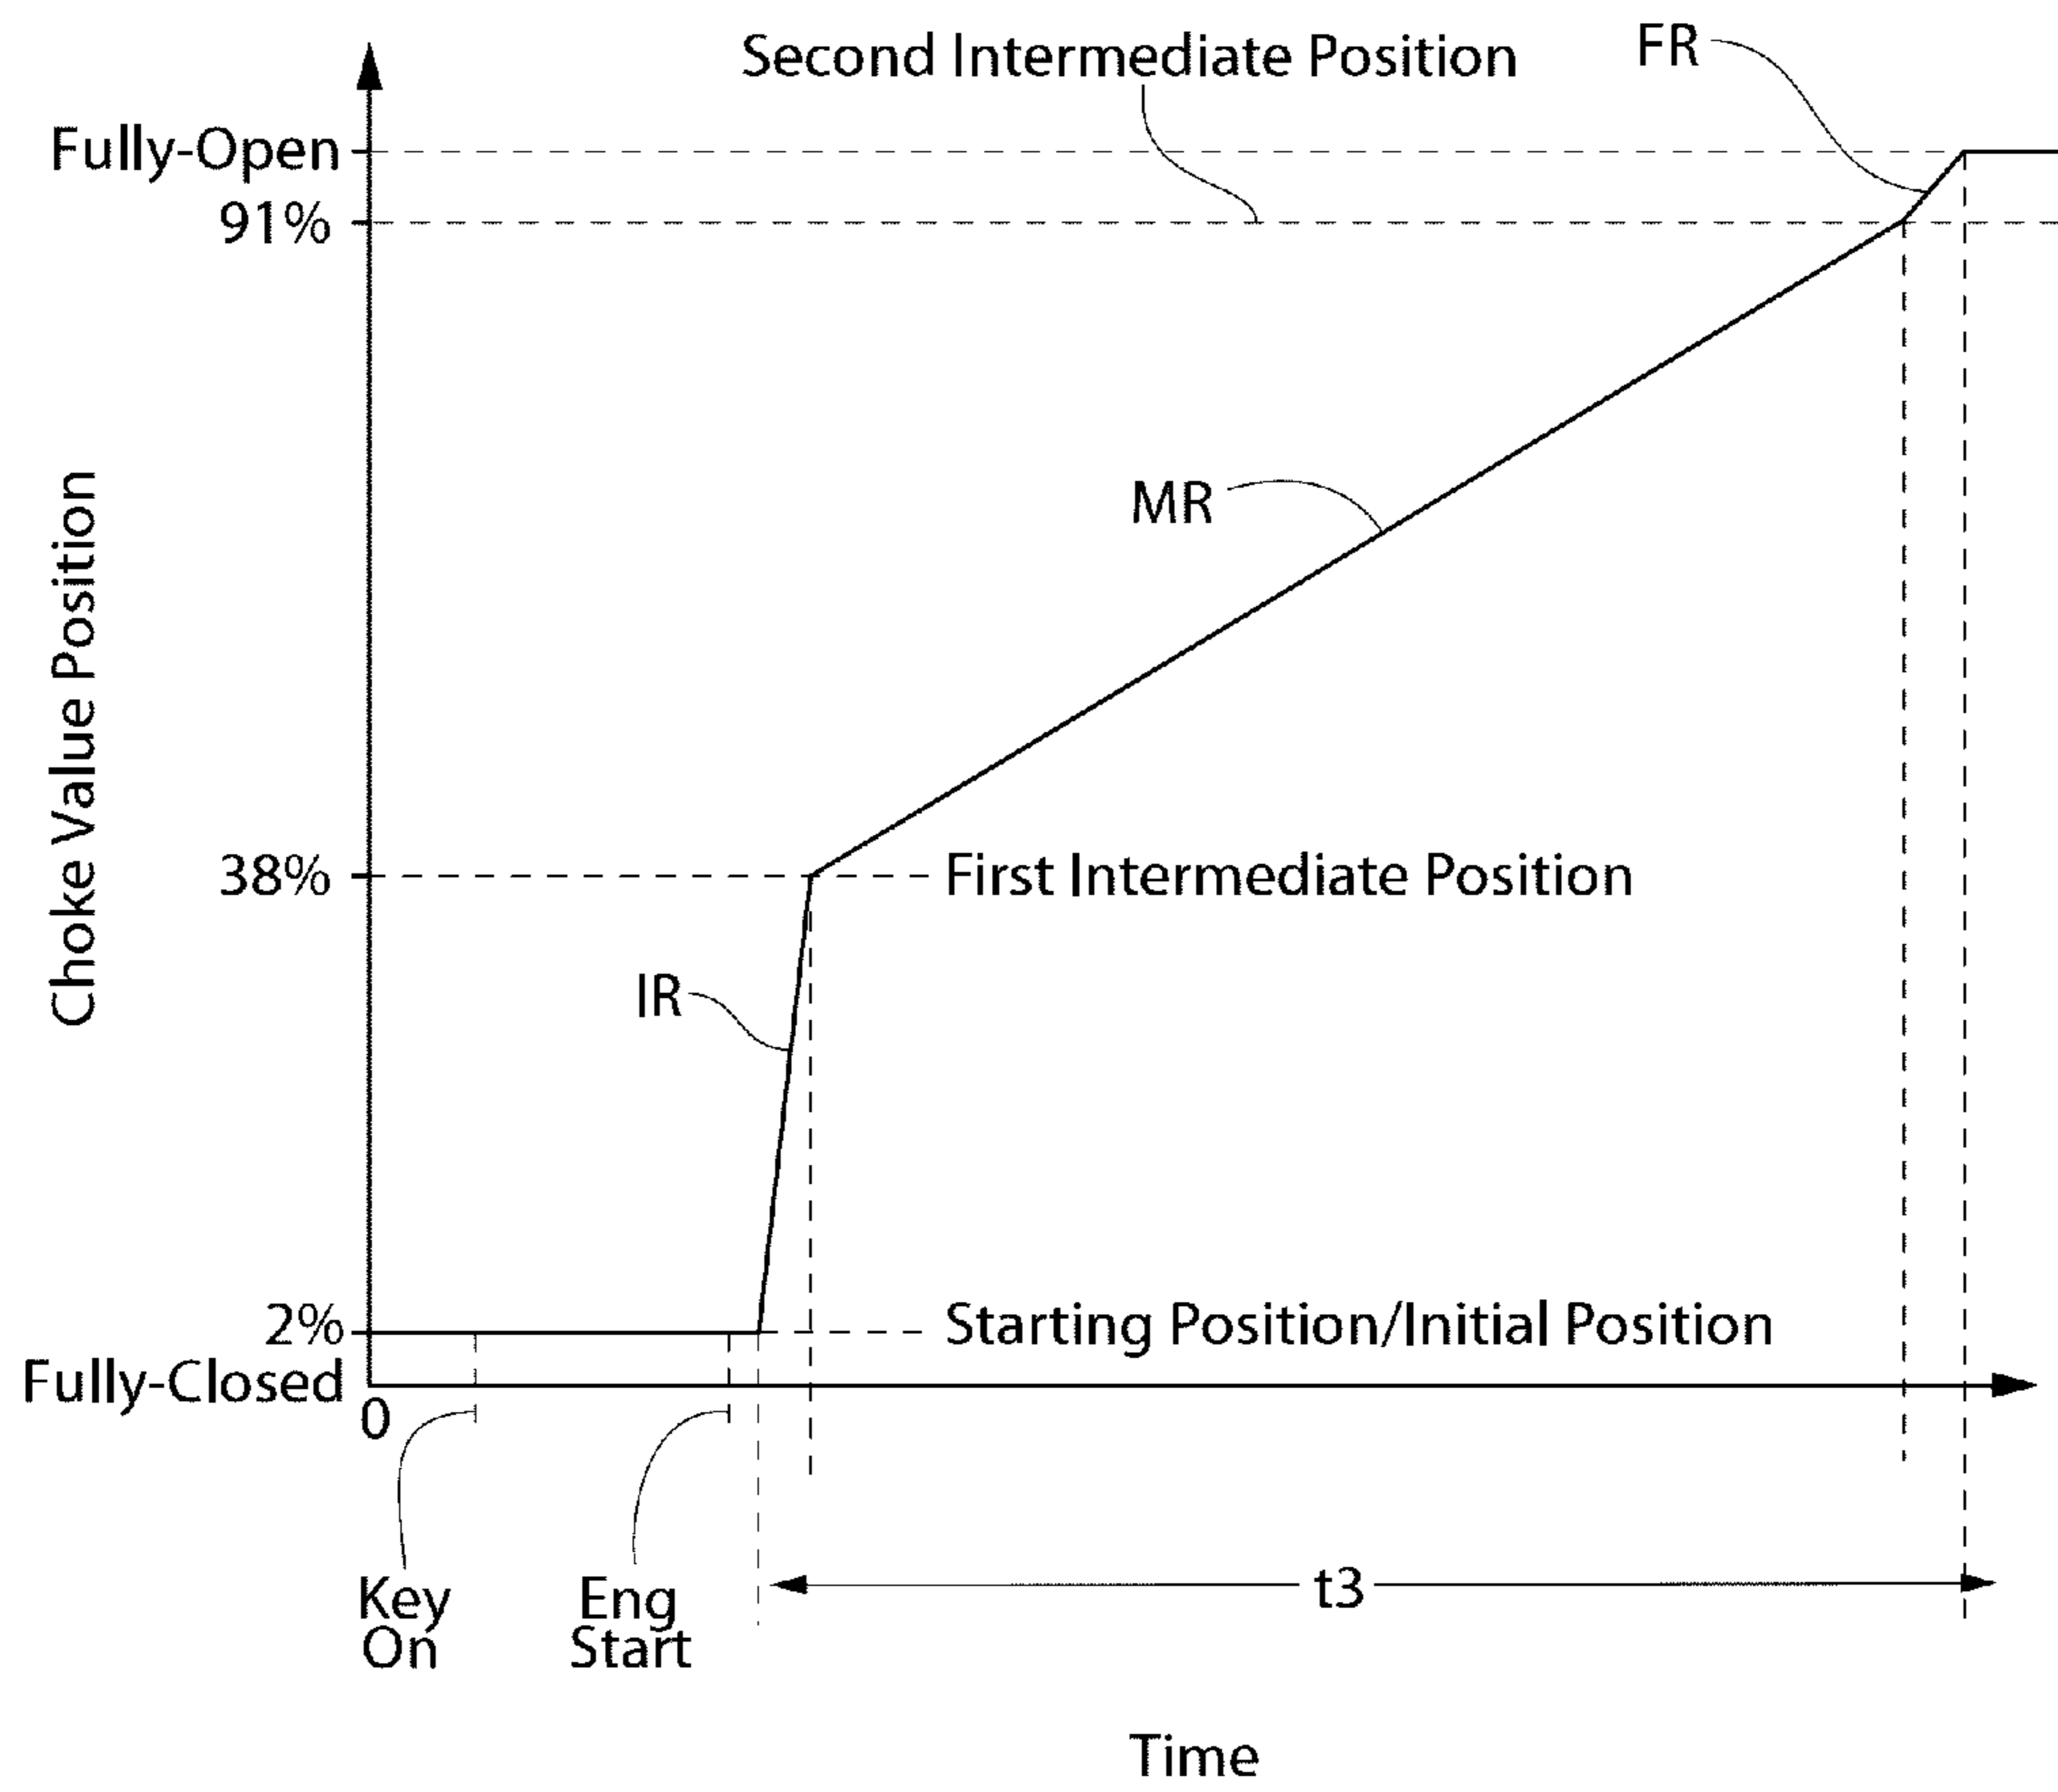 Second Intermediate Position
FR
Fully-Open
91%
MR
Choke Value Position
38%
First Intermediate Position
IR
2%
Starting Position/Initial Position
Fully-Closed
0
Key
On
Eng
Start
t3
Time